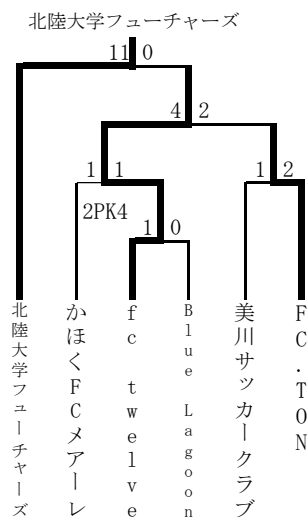 北陸大学フューチャーズ
11 0
4 2
1 1 1 2
2PK4
1 0
北陸大学フューチャーズ
かほくFCメアーレ
fc twelve
Blue Lagoon
美川サッカークラブ
FC.TON